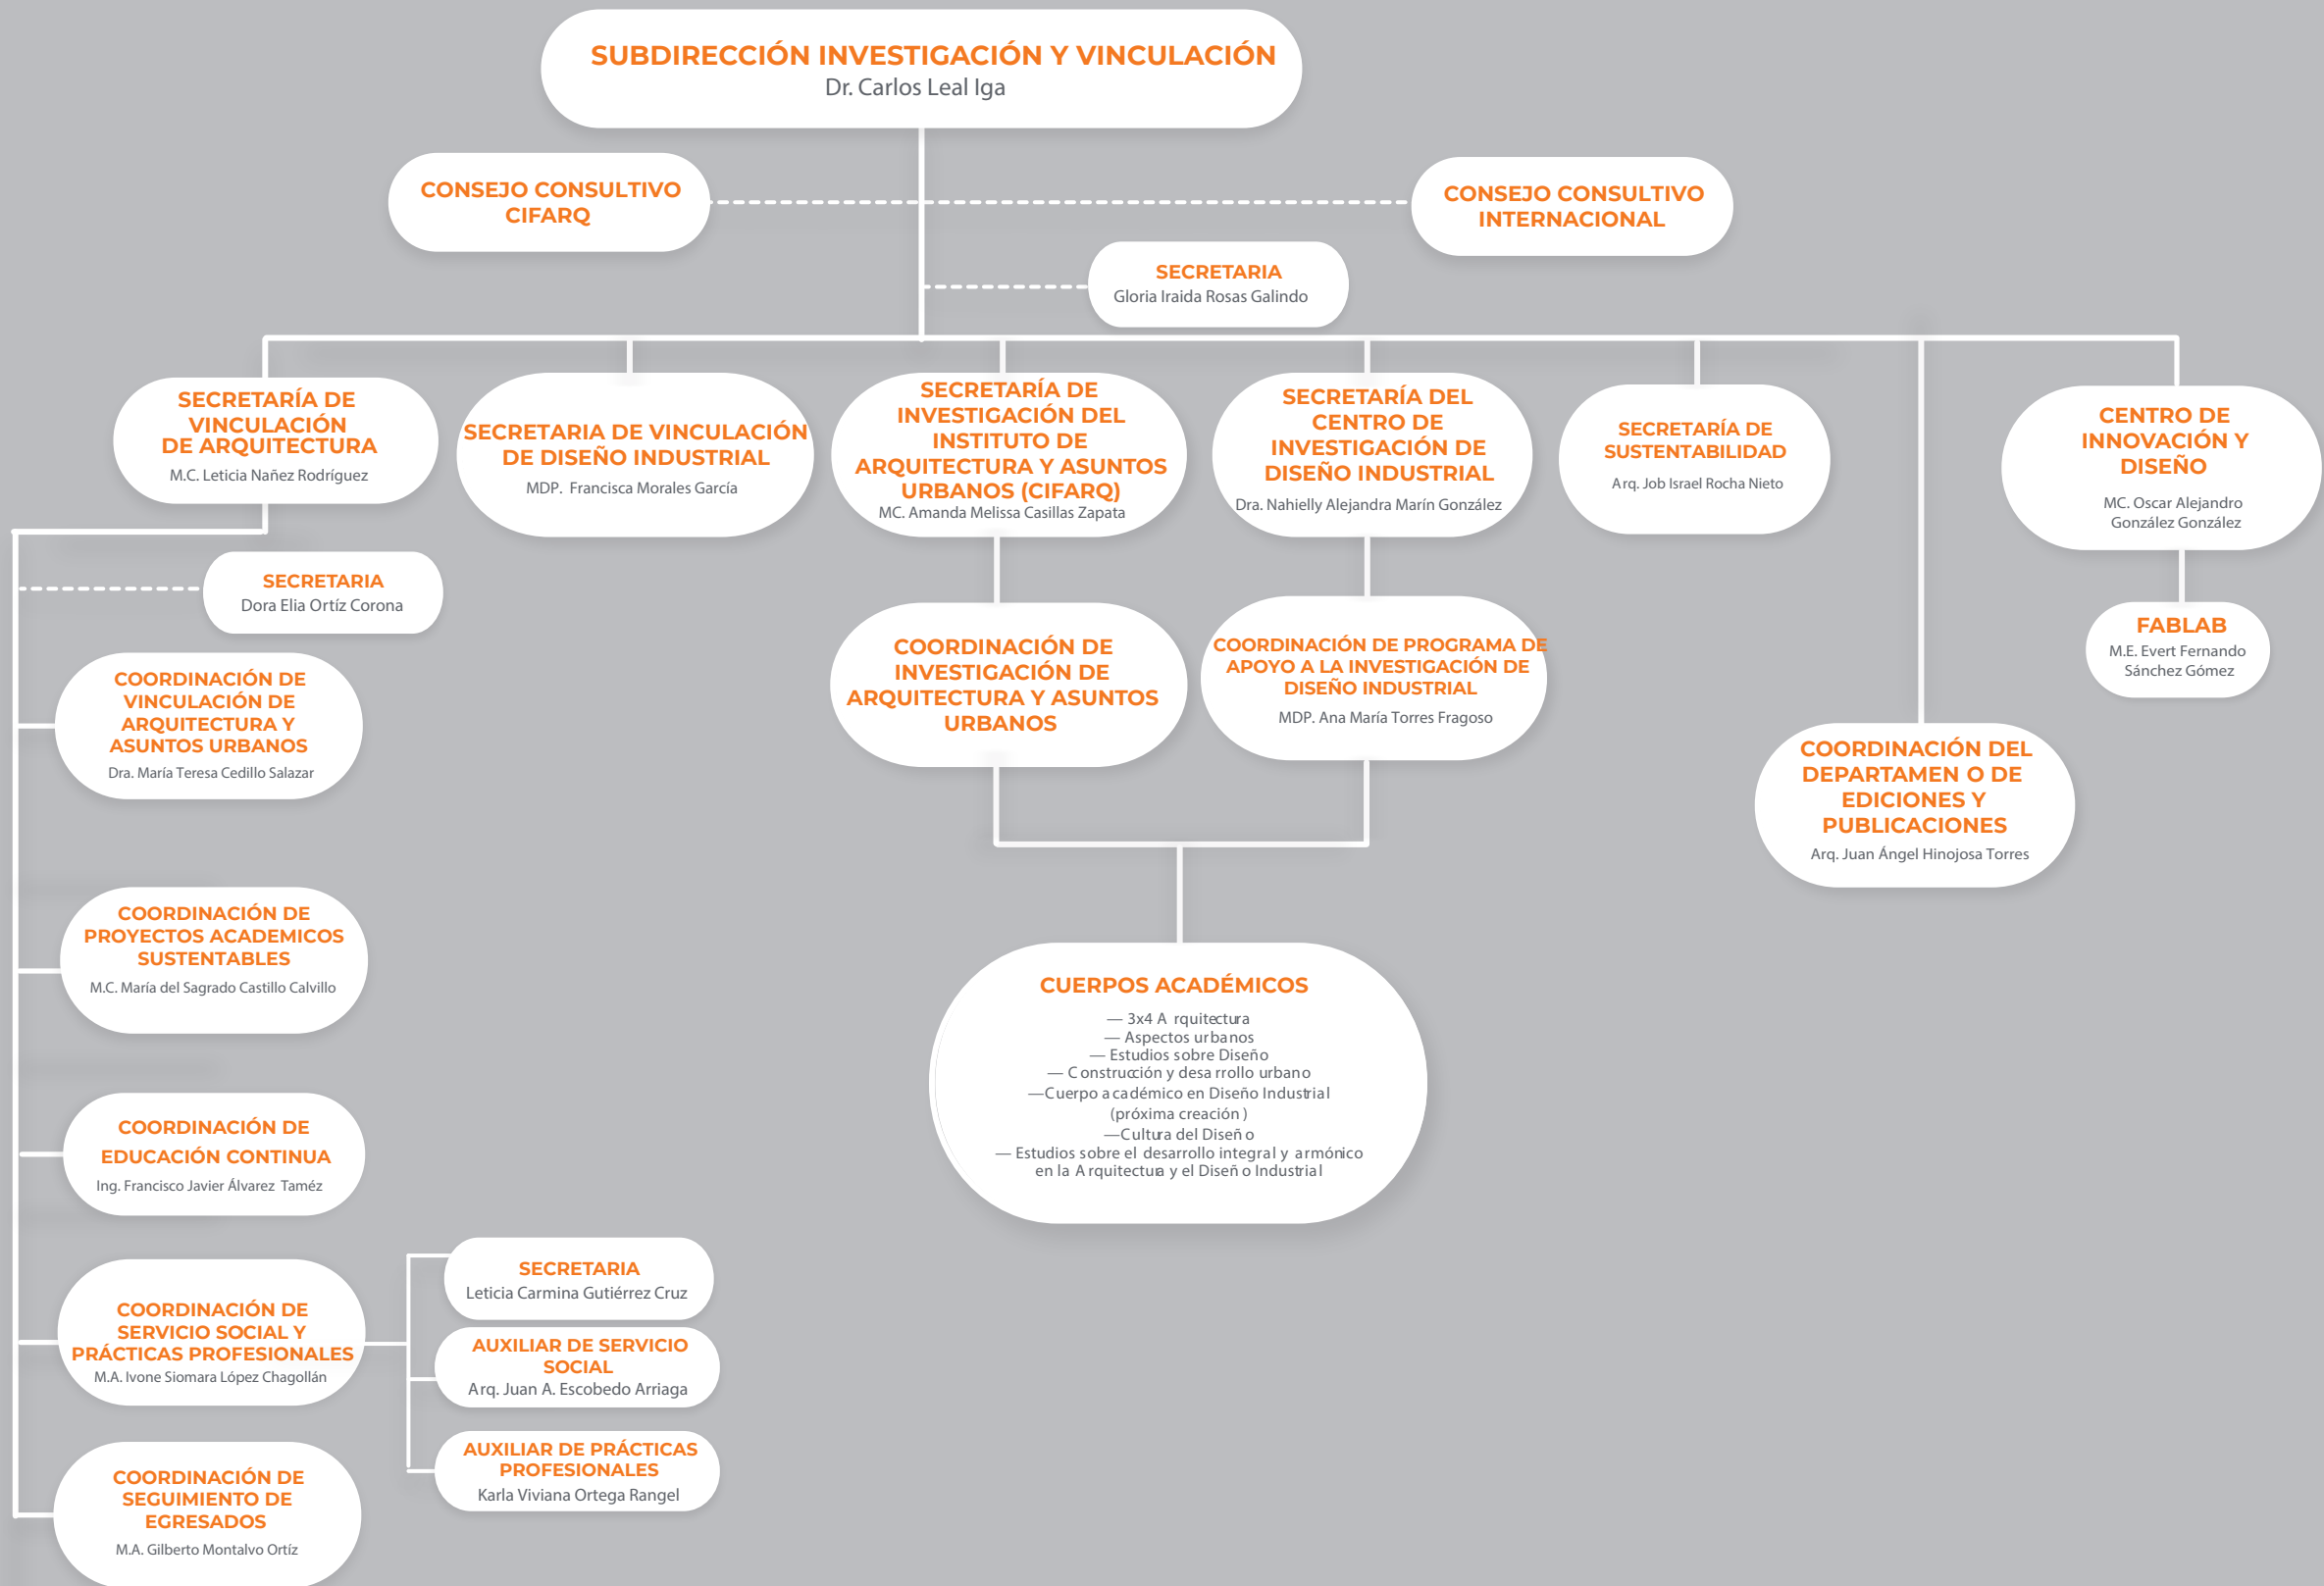 SUBDIRECCIÓN INVESTIGACIÓN Y VINCULACIÓN
Dr. Carlos Leal Iga
CONSEJO CONSULTIVO
CIFARQ
CONSEJO CONSULTIVO
INTERNACIONAL
SECRETARIA
Gloria Iraida Rosas Galindo
SECRETARÍA DE
VINCULACIÓN
DE ARQUITECTURA
M.C. Leticia Nañez Rodríguez
SECRETARIA DE VINCULACIÓN
DE DISEÑO INDUSTRIAL
MDP. Francisca Morales García
SECRETARÍA DE
INVESTIGACIÓN DEL
INSTITUTO DE
ARQUITECTURA Y ASUNTOS
URBANOS (CIFARQ)
MC. Amanda Melissa Casillas Zapata
SECRETARÍA DEL
CENTRO DE
INVESTIGACIÓN DE
DISEÑO INDUSTRIAL
Dra. Nahielly Alejandra Marín González
SECRETARÍA DE
SUSTENTABILIDAD
Arq. Job Israel Rocha Nieto
CENTRO DE
INNOVACIÓN Y
DISEÑO
MC. Oscar Alejandro
González González
SECRETARIA
Dora Elia Ortíz Corona
COORDINACIÓN DE
VINCULACIÓN DE
ARQUITECTURA Y
ASUNTOS URBANOS
Dra. María Teresa Cedillo Salazar
COORDINACIÓN DE
INVESTIGACIÓN DE
ARQUITECTURA Y ASUNTOS
URBANOS
COORDINACIÓN DE PROGRAMA DE
APOYO A LA INVESTIGACIÓN DE
DISEÑO INDUSTRIAL
MDP. Ana María Torres Fragoso
FABLAB
M.E. Evert Fernando
Sánchez Gómez
COORDINACIÓN DEL
DEPARTAMEN O DE
EDICIONES Y
PUBLICACIONES
Arq. Juan Ángel Hinojosa Torres
COORDINACIÓN DE
PROYECTOS ACADEMICOS
SUSTENTABLES
M.C. María del Sagrado Castillo Calvillo
CUERPOS ACADÉMICOS
— 3x4 A rquitectura
— Aspectos urbanos
— Estudios sobre Diseño
— Construcción y desa rrollo urbano
—Cuerpo académico en Diseño Industrial
(próxima creación )
—Cultura del Diseño
— Estudios sobre el desarrollo integral y armónico
en la A rquitectura y el Diseñ o Industrial
COORDINACIÓN DE
EDUCACIÓN CONTINUA
Ing. Francisco Javier Álvarez Taméz
COORDINACIÓN DE
SERVICIO SOCIAL Y
PRÁCTICAS PROFESIONALES
M.A. Ivone Siomara López Chagollán
SECRETARIA
Leticia Carmina Gutiérrez Cruz
AUXILIAR DE SERVICIO
SOCIAL
Arq. Juan A. Escobedo Arriaga
AUXILIAR DE PRÁCTICAS
PROFESIONALES
Karla Viviana Ortega Rangel
COORDINACIÓN DE
SEGUIMIENTO DE
EGRESADOS
M.A. Gilberto Montalvo Ortíz